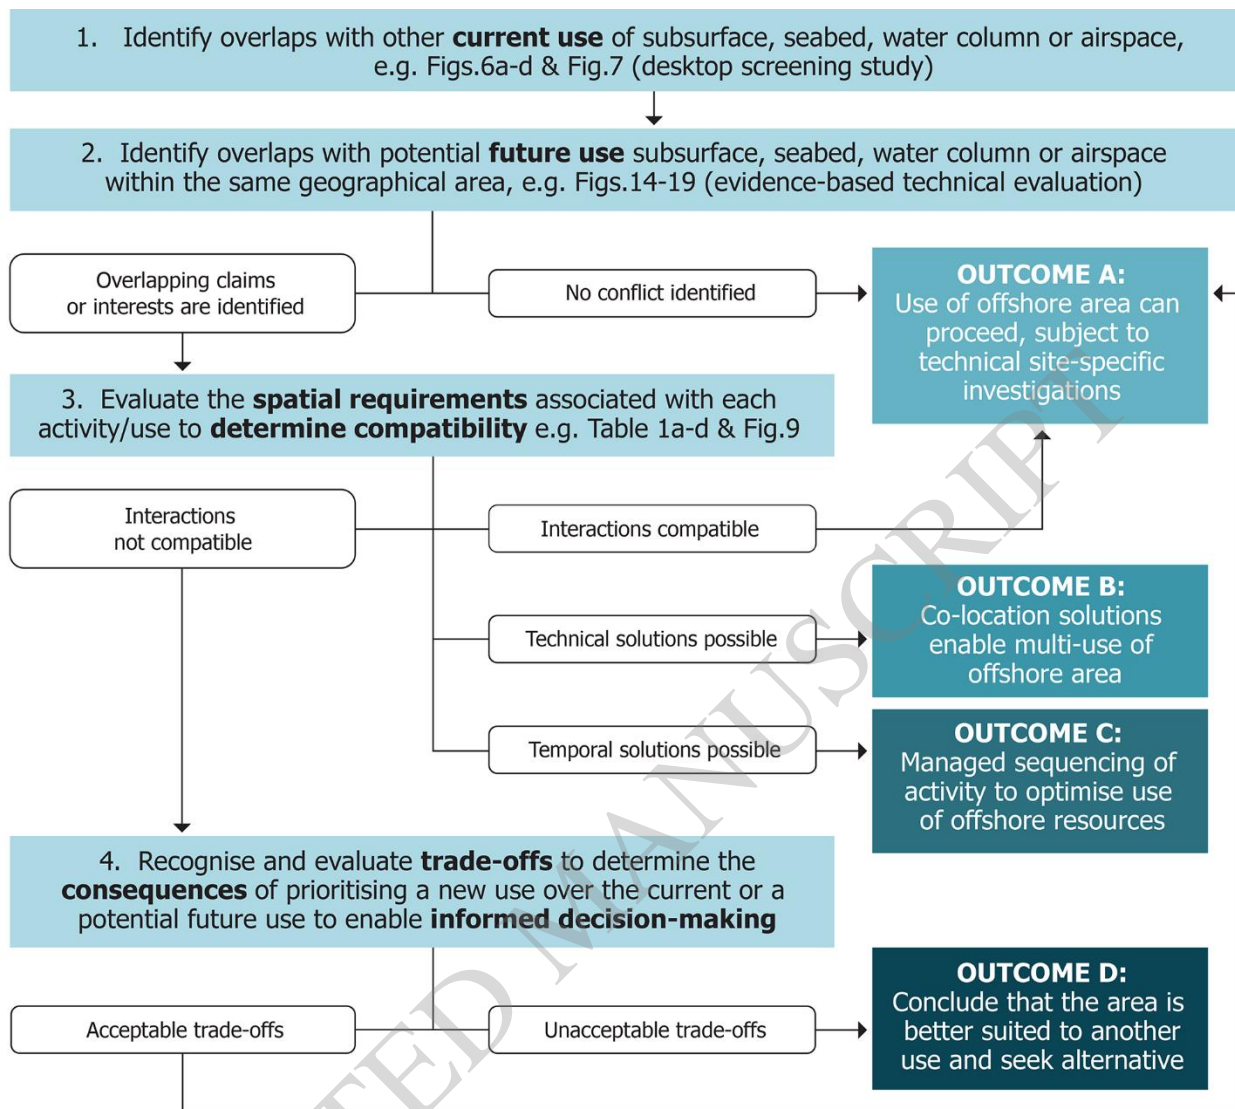 1. Identify overlaps with other current use of subsurface, seabed, water column or airspace,
e.g. Figs.6a-d & Fig.7 (desktop screening study)
2. Identify overlaps with potential future use subsurface, seabed, water column or airspace
within the same geographical area, e.g. Figs.14-19 (evidence-based technical evaluation)
Overlapping claims
or interests are identified
No conflict identified
OUTCOME A:
Use of offshore area can
proceed, subject to
technical site-specific
investigations
3. Evaluate the spatial requirements associated with each
activity/use to determine compatibility e.g. Table 1a-d & Fig.9
Interactions
not compatible
Interactions compatible
Technical solutions possible
OUTCOME B:
Co-location solutions
enable multi-use of
offshore area
Temporal solutions possible
OUTCOME C:
Managed sequencing of
activity to optimise use
of offshore resources
4. Recognise and evaluate trade-offs to determine the
consequences of prioritising a new use over the current or a
potential future use to enable informed decision-making
Acceptable trade-offs
Unacceptable trade-offs
OUTCOME D:
Conclude that the area is
better suited to another
use and seek alternative
TED MANUSCRIPT